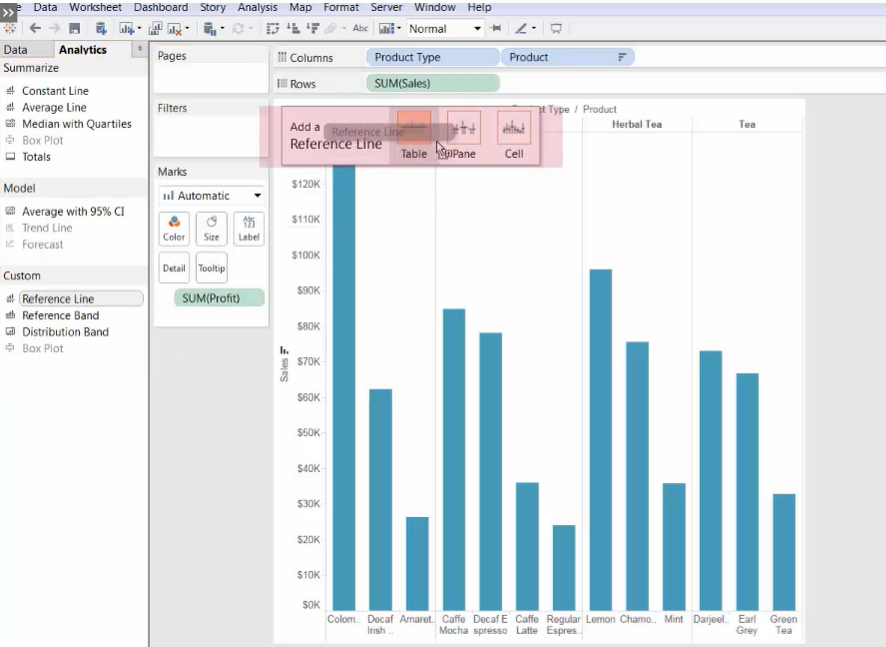 Data Worksheet Dashboard Story Analysis Map Format Server Window Help
Abc Normal
Data Analytics
Summarize
Constant Line
Average Line
Median with Quartiles
Box Plot
Totals
Model
Average with 95% CI
Trend Line
Forecast
Custom
Reference Line
Reference Band
Distribution Band
Box Plot
Pages
Filters
Marks
Automatic
Color Size Label
Detail Tooltip
SUM(Profit)
Columns Product Type Product
Rows SUM(Sales)
Type / Product
Add a
Reference Line
Reference Line
Table Pane Cell
Herbal Tea Tea
$120K
$110K
$100K
$90K
$80K
$70K
$60K
$50K
$40K
$30K
$20K
$10K
$0K
Sales
Colom.. Decaf Amaret.. Caffe Decaf E Caffe Regular Lemon Chamo.. Mint Darjeel.. Earl Green
Irish .. Mocha spresso Latte Espres.. Grey Tea